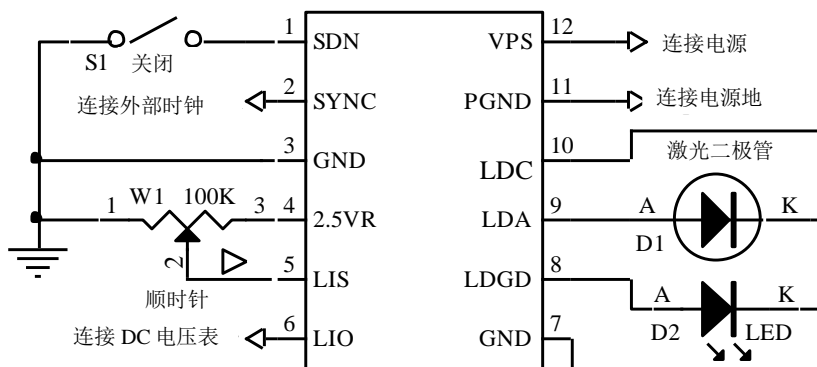 1 SDN VPS 12 连接电源
S1 关闭
2 SYNC PGND 11 连接电源地
连接外部时钟
3 GND LDC 10 激光二极管
W1 100K
1 3 4 2.5VR LDA 9 A K
D1
2 5 LIS LDGD 8 A K
顺时针
D2 LED
连接 DC 电压表 6 LIO GND 7